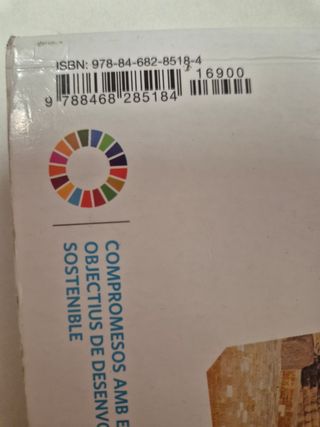 ISBN: 978-84-682-8518-4
16900
9 788468 285184
COMPROMESOS AMB E
OBJECTIUS DE DESENVO
SOSTENIBLE